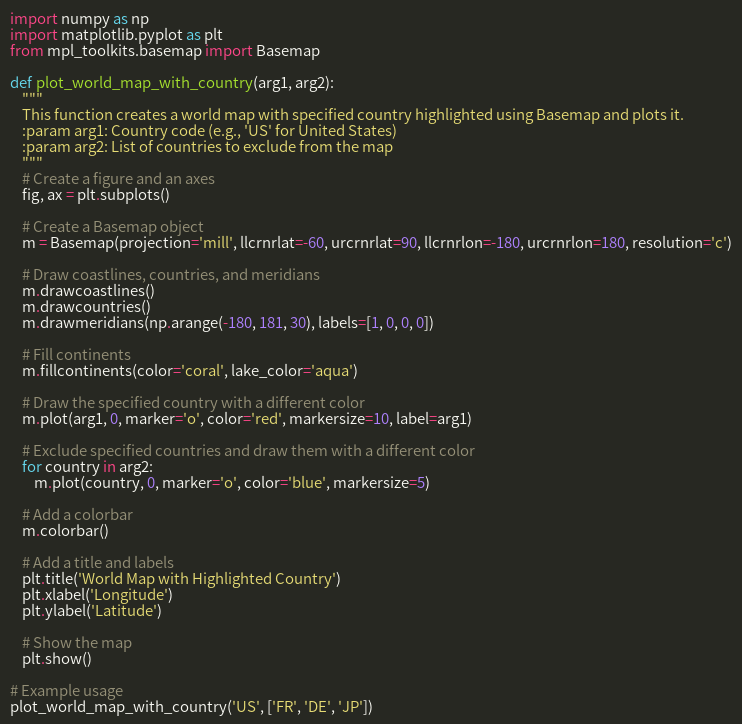 import numpy as np
import matplotlib.pyplot as plt
from mpl_toolkits.basemap import Basemap

def plot_world_map_with_country(arg1, arg2):
    """
    This function creates a world map with specified country highlighted using Basemap and plots it.
    :param arg1: Country code (e.g., 'US' for United States)
    :param arg2: List of countries to exclude from the map
    """
    # Create a figure and an axes
    fig, ax = plt.subplots()

    # Create a Basemap object
    m = Basemap(projection='mill', llcrnrlat=-60, urcrnrlat=90, llcrnrlon=-180, urcrnrlon=180, resolution='c')

    # Draw coastlines, countries, and meridians
    m.drawcoastlines()
    m.drawcountries()
    m.drawmeridians(np.arange(-180, 181, 30), labels=[1, 0, 0, 0])

    # Fill continents
    m.fillcontinents(color='coral', lake_color='aqua')

    # Draw the specified country with a different color
    m.plot(arg1, 0, marker='o', color='red', markersize=10, label=arg1)

    # Exclude specified countries and draw them with a different color
    for country in arg2:
        m.plot(country, 0, marker='o', color='blue', markersize=5)

    # Add a colorbar
    m.colorbar()

    # Add a title and labels
    plt.title('World Map with Highlighted Country')
    plt.xlabel('Longitude')
    plt.ylabel('Latitude')

    # Show the map
    plt.show()

# Example usage
plot_world_map_with_country('US', ['FR', 'DE', 'JP'])